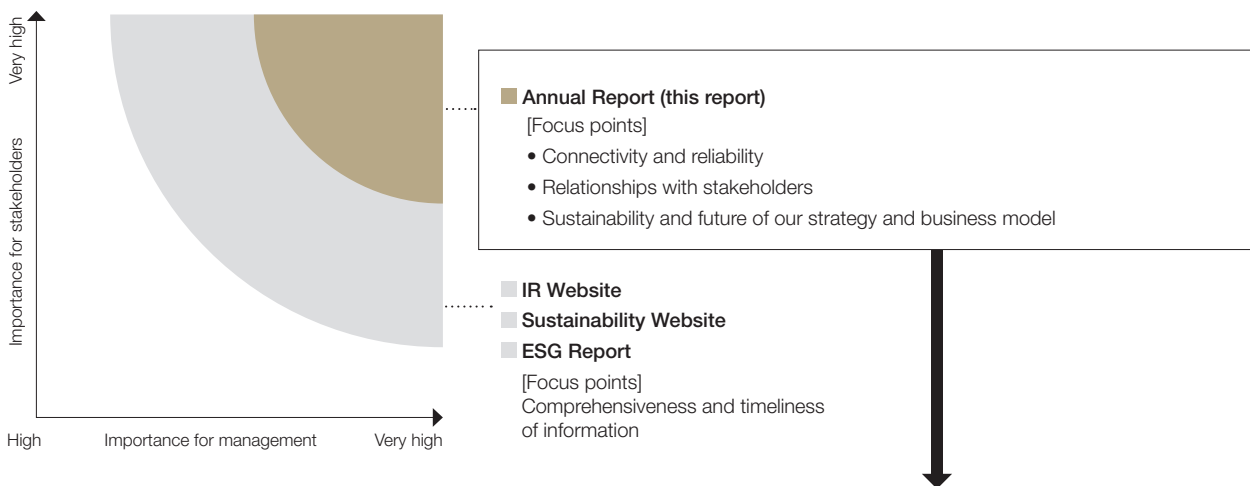 Very high
Importance for stakeholders
High
Importance for management
Very high
Annual Report (this report)
[Focus points]
• Connectivity and reliability
• Relationships with stakeholders
• Sustainability and future of our strategy and business model
IR Website
Sustainability Website
ESG Report
[Focus points]
Comprehensiveness and timeliness
of information